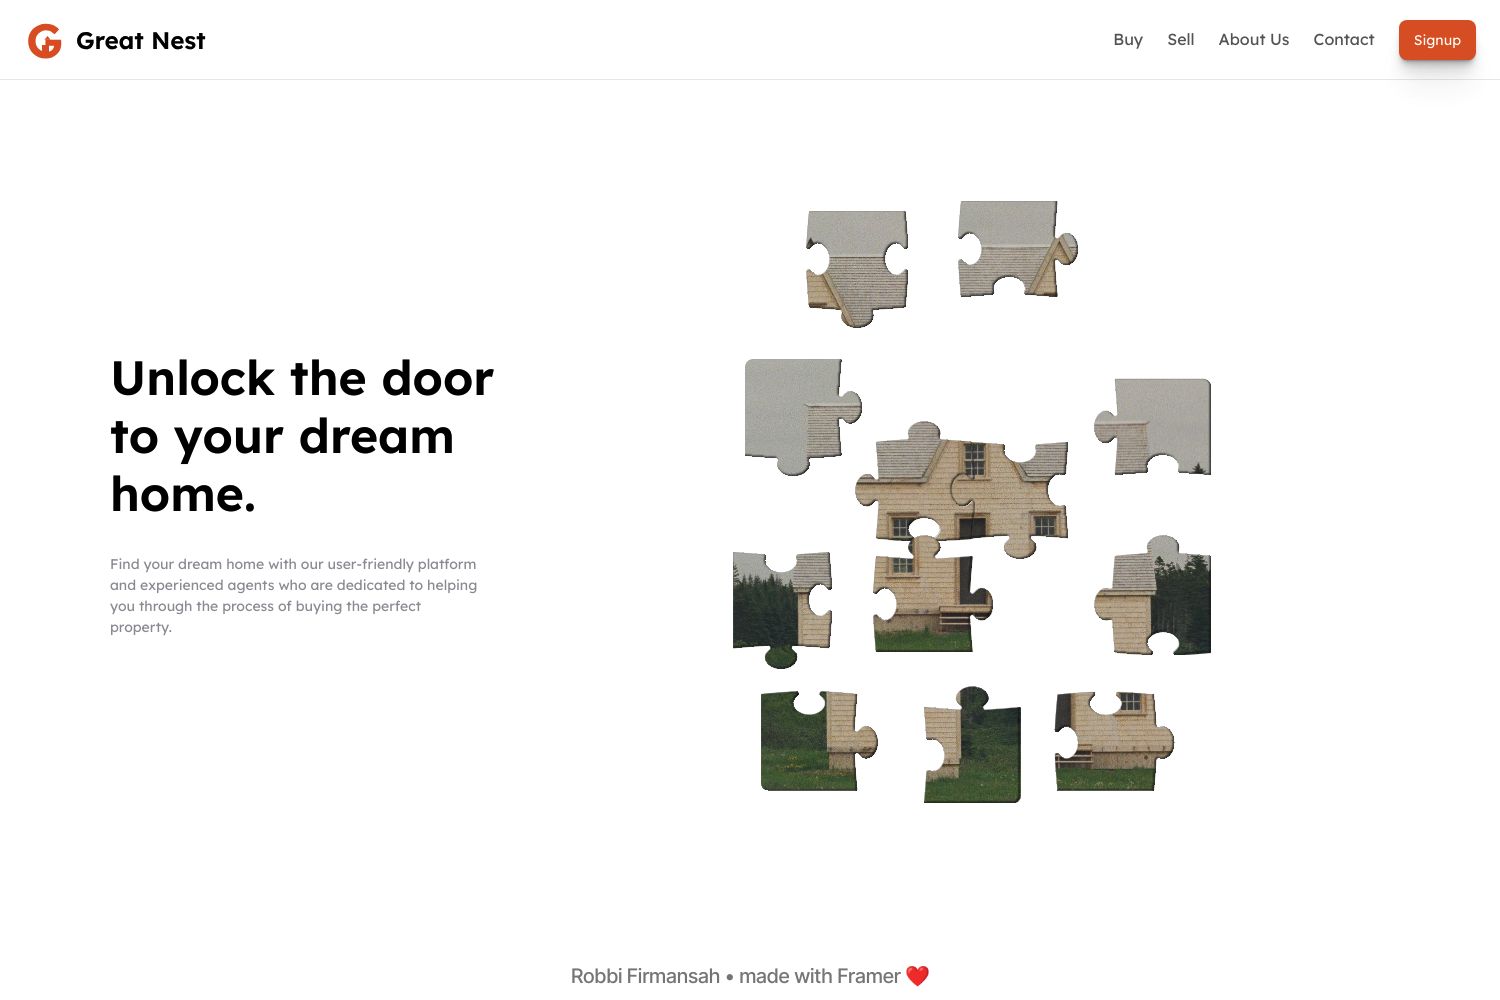 Great Nest
Buy
Sell
About Us
Contact
Signup
Unlock the door
to your dream
home.
Find your dream home with our user-friendly platform
and experienced agents who are dedicated to helping
you through the process of buying the perfect
property.
Robbi Firmansah • made with Framer ❤️